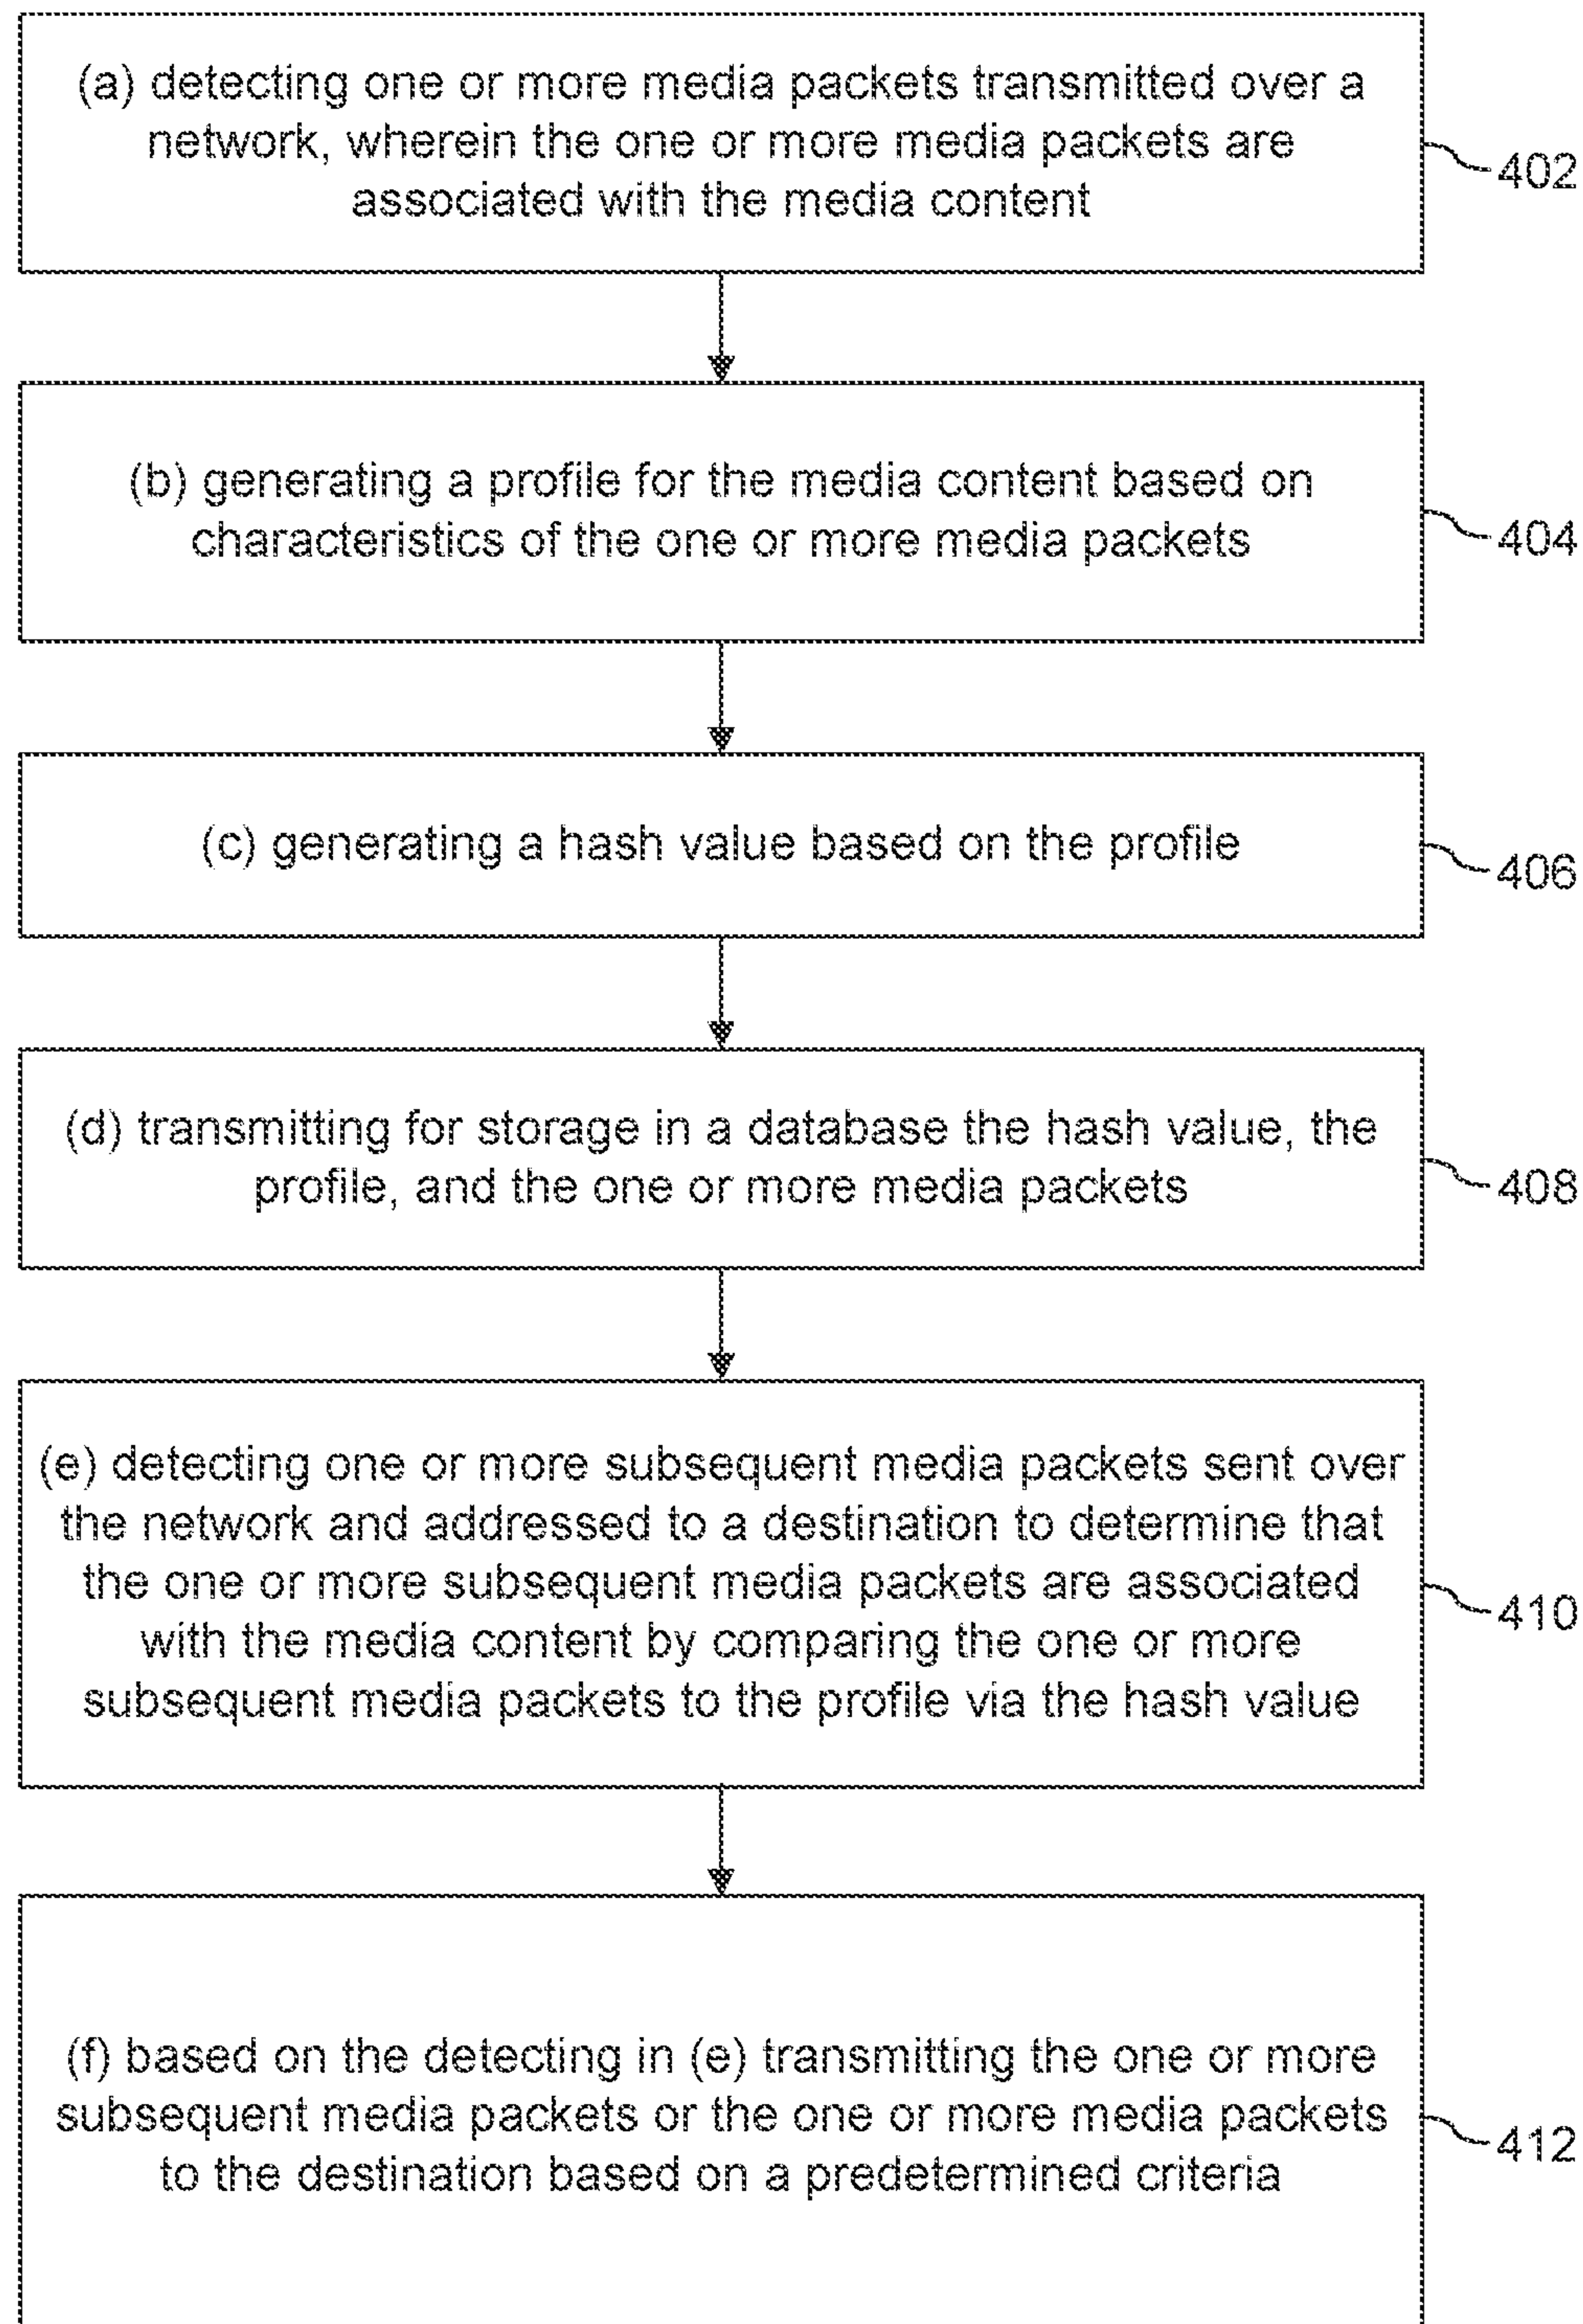 (a) detecting one or more media packets transmitted over a
network, wherein the one or more media packets are
associated with the media content
402
(b) generating a profile for the media content based on
characteristics of the one or more media packets
404
(c) generating a hash value based on the profile
406
(d) transmitting for storage in a database the hash value, the
profile, and the one or more media packets
408
(e) detecting one or more subsequent media packets sent over
the network and addressed to a destination to determine that
the one or more subsequent media packets are associated
with the media content by comparing the one or more
subsequent media packets to the profile via the hash value
410
(f) based on the detecting in (e) transmitting the one or more
subsequent media packets or the one or more media packets
to the destination based on a predetermined criteria
412